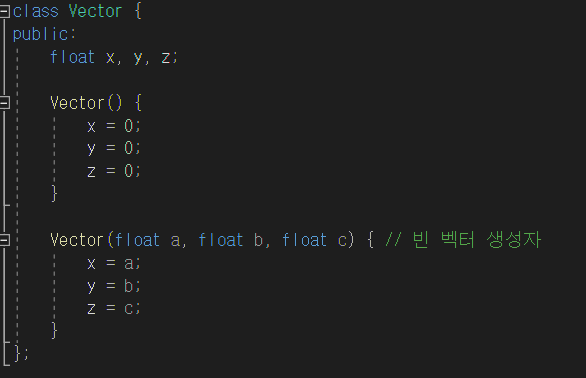 class Vector {
public:
float x, y, z;
Vector() {
x = 0;
y = 0;
z = 0;
}
Vector(float a, float b, float c) { // 빈 벡터 생성자
x = a;
y = b;
z = c;
}
};